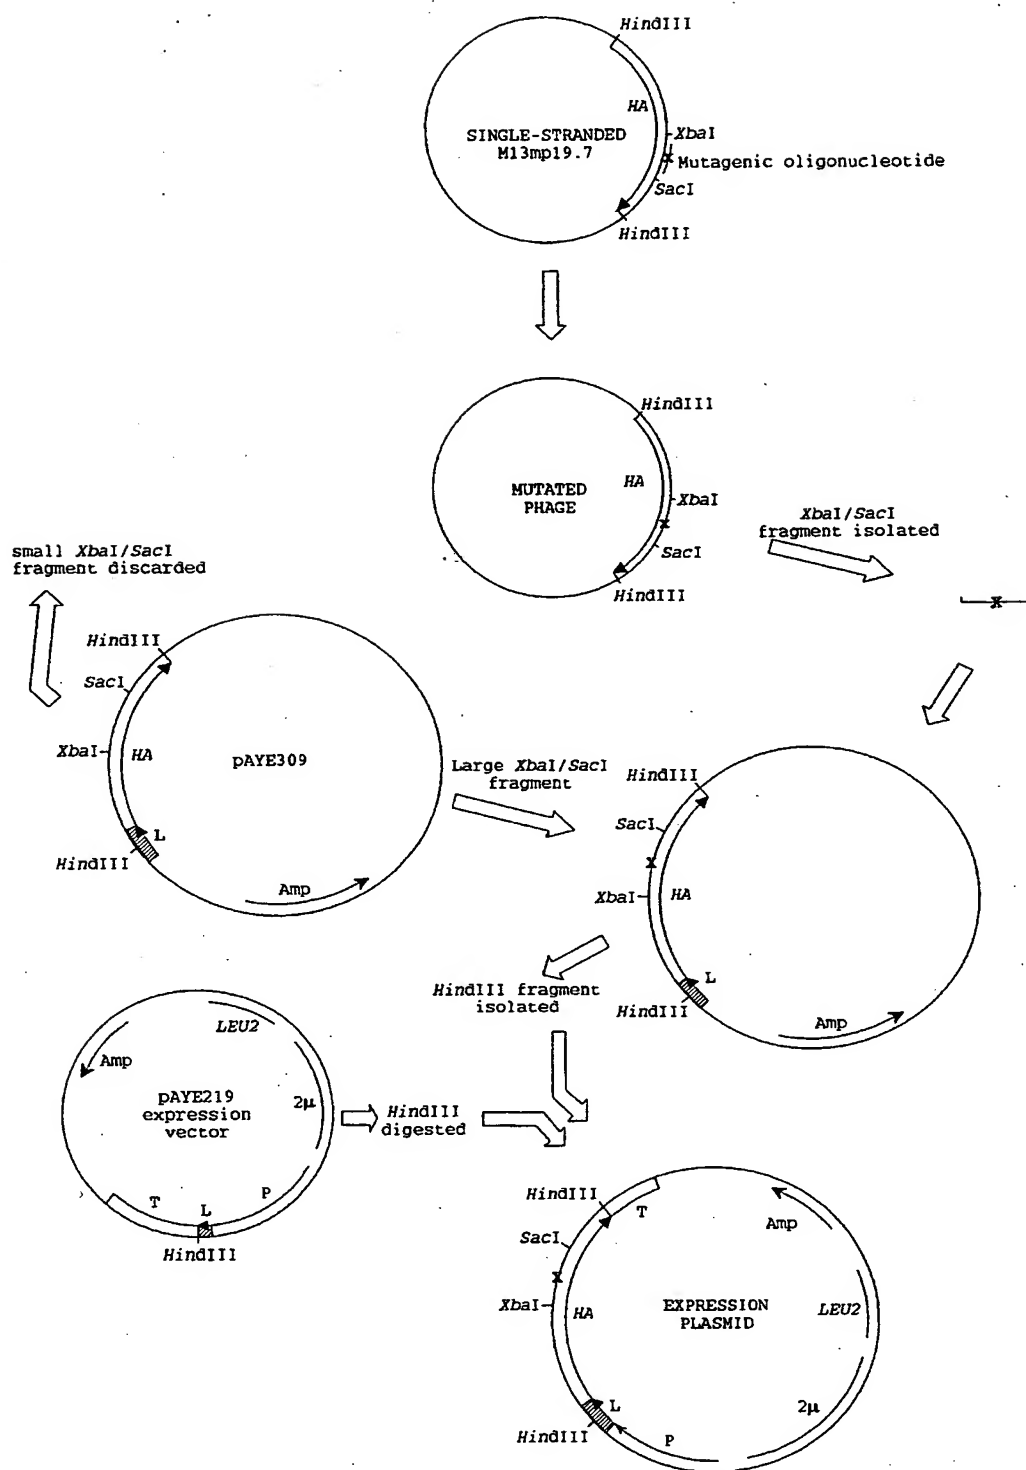 HindIII
HA
SINGLE-STRANDED
M13mp19.7
XbaI
x
Mutagenic oligonucleotide
SacI
HindIII
HindIII
HA
MUTATED
PHAGE
XbaI
x
SacI
HindIII
XbaI/SacI
fragment isolated
x
small XbaI/SacI
fragment discarded
HindIII
SacI
XbaI
HA
pAYE309
L
HindIII
Amp
Large XbaI/SacI
fragment
HindIII
SacI
x
XbaI
HA
L
HindIII
Amp
HindIII fragment
isolated
LEU2
Amp
pAYE219
expression
vector
2μ
T
L
P
HindIII
HindIII
digested
HindIII
T
Amp
SacI
x
XbaI
HA
EXPRESSION
PLASMID
LEU2
L
2μ
HindIII
P